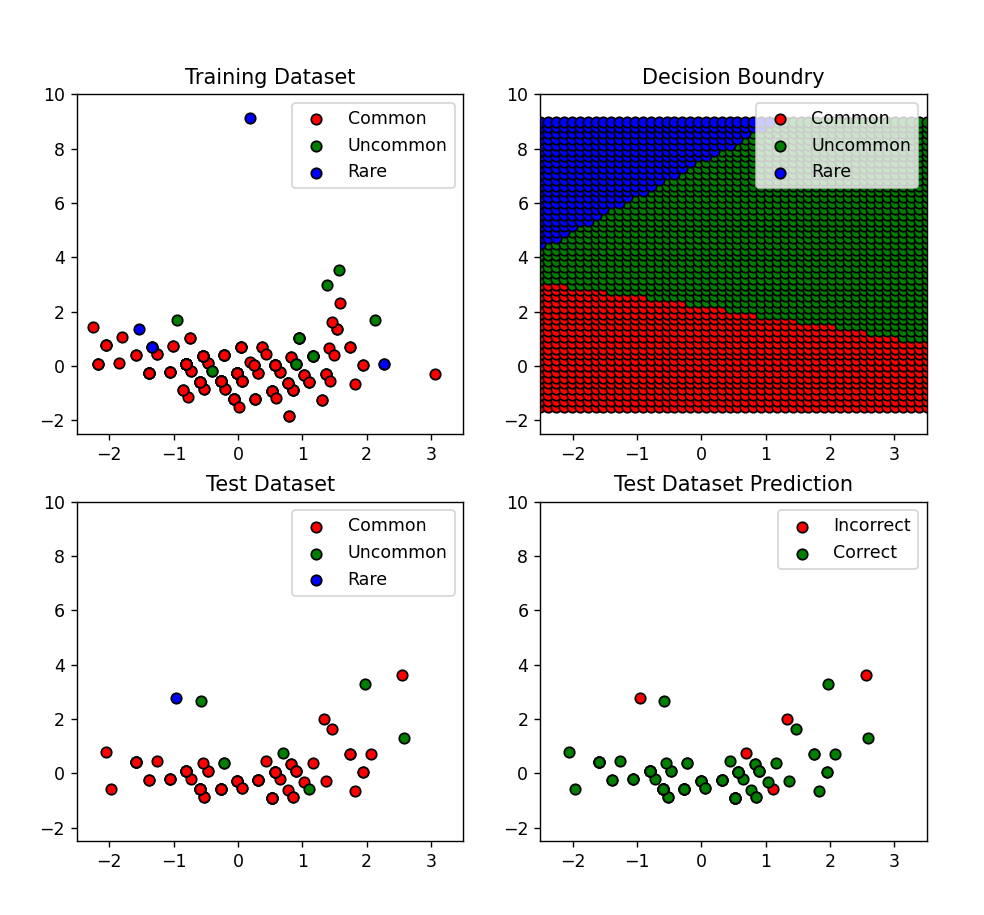 Training Dataset
Common
Uncommon
Rare
10
8
6
4
2
0
−2
−2 −1 0 1 2 3
Decision Boundry
Common
Uncommon
Rare
10
8
6
4
2
0
−2
−2 −1 0 1 2 3
Test Dataset
Common
Uncommon
Rare
10
8
6
4
2
0
−2
−2 −1 0 1 2 3
Test Dataset Prediction
Incorrect
Correct
10
8
6
4
2
0
−2
−2 −1 0 1 2 3